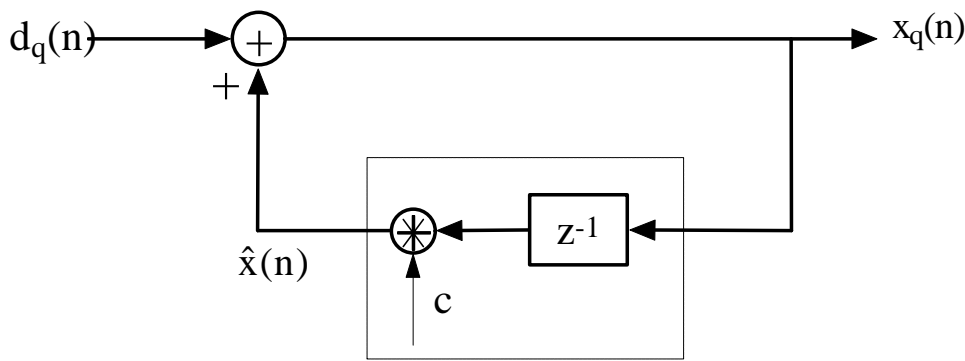 d_q(n)
+
x_q(n)
+
x̂(n)
z⁻¹
c